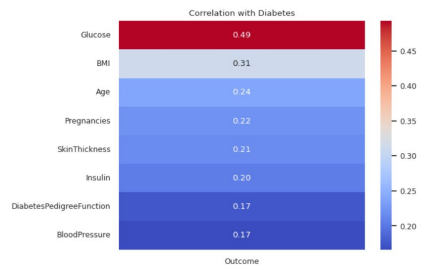 Correlation with Diabetes
Glucose 0.49
BMI 0.31
Age 0.24
Pregnancies 0.22
SkinThickness 0.21
Insulin 0.20
DiabetesPedigreeFunction 0.17
BloodPressure 0.17
Outcome
0.45
0.40
0.35
0.30
0.25
0.20